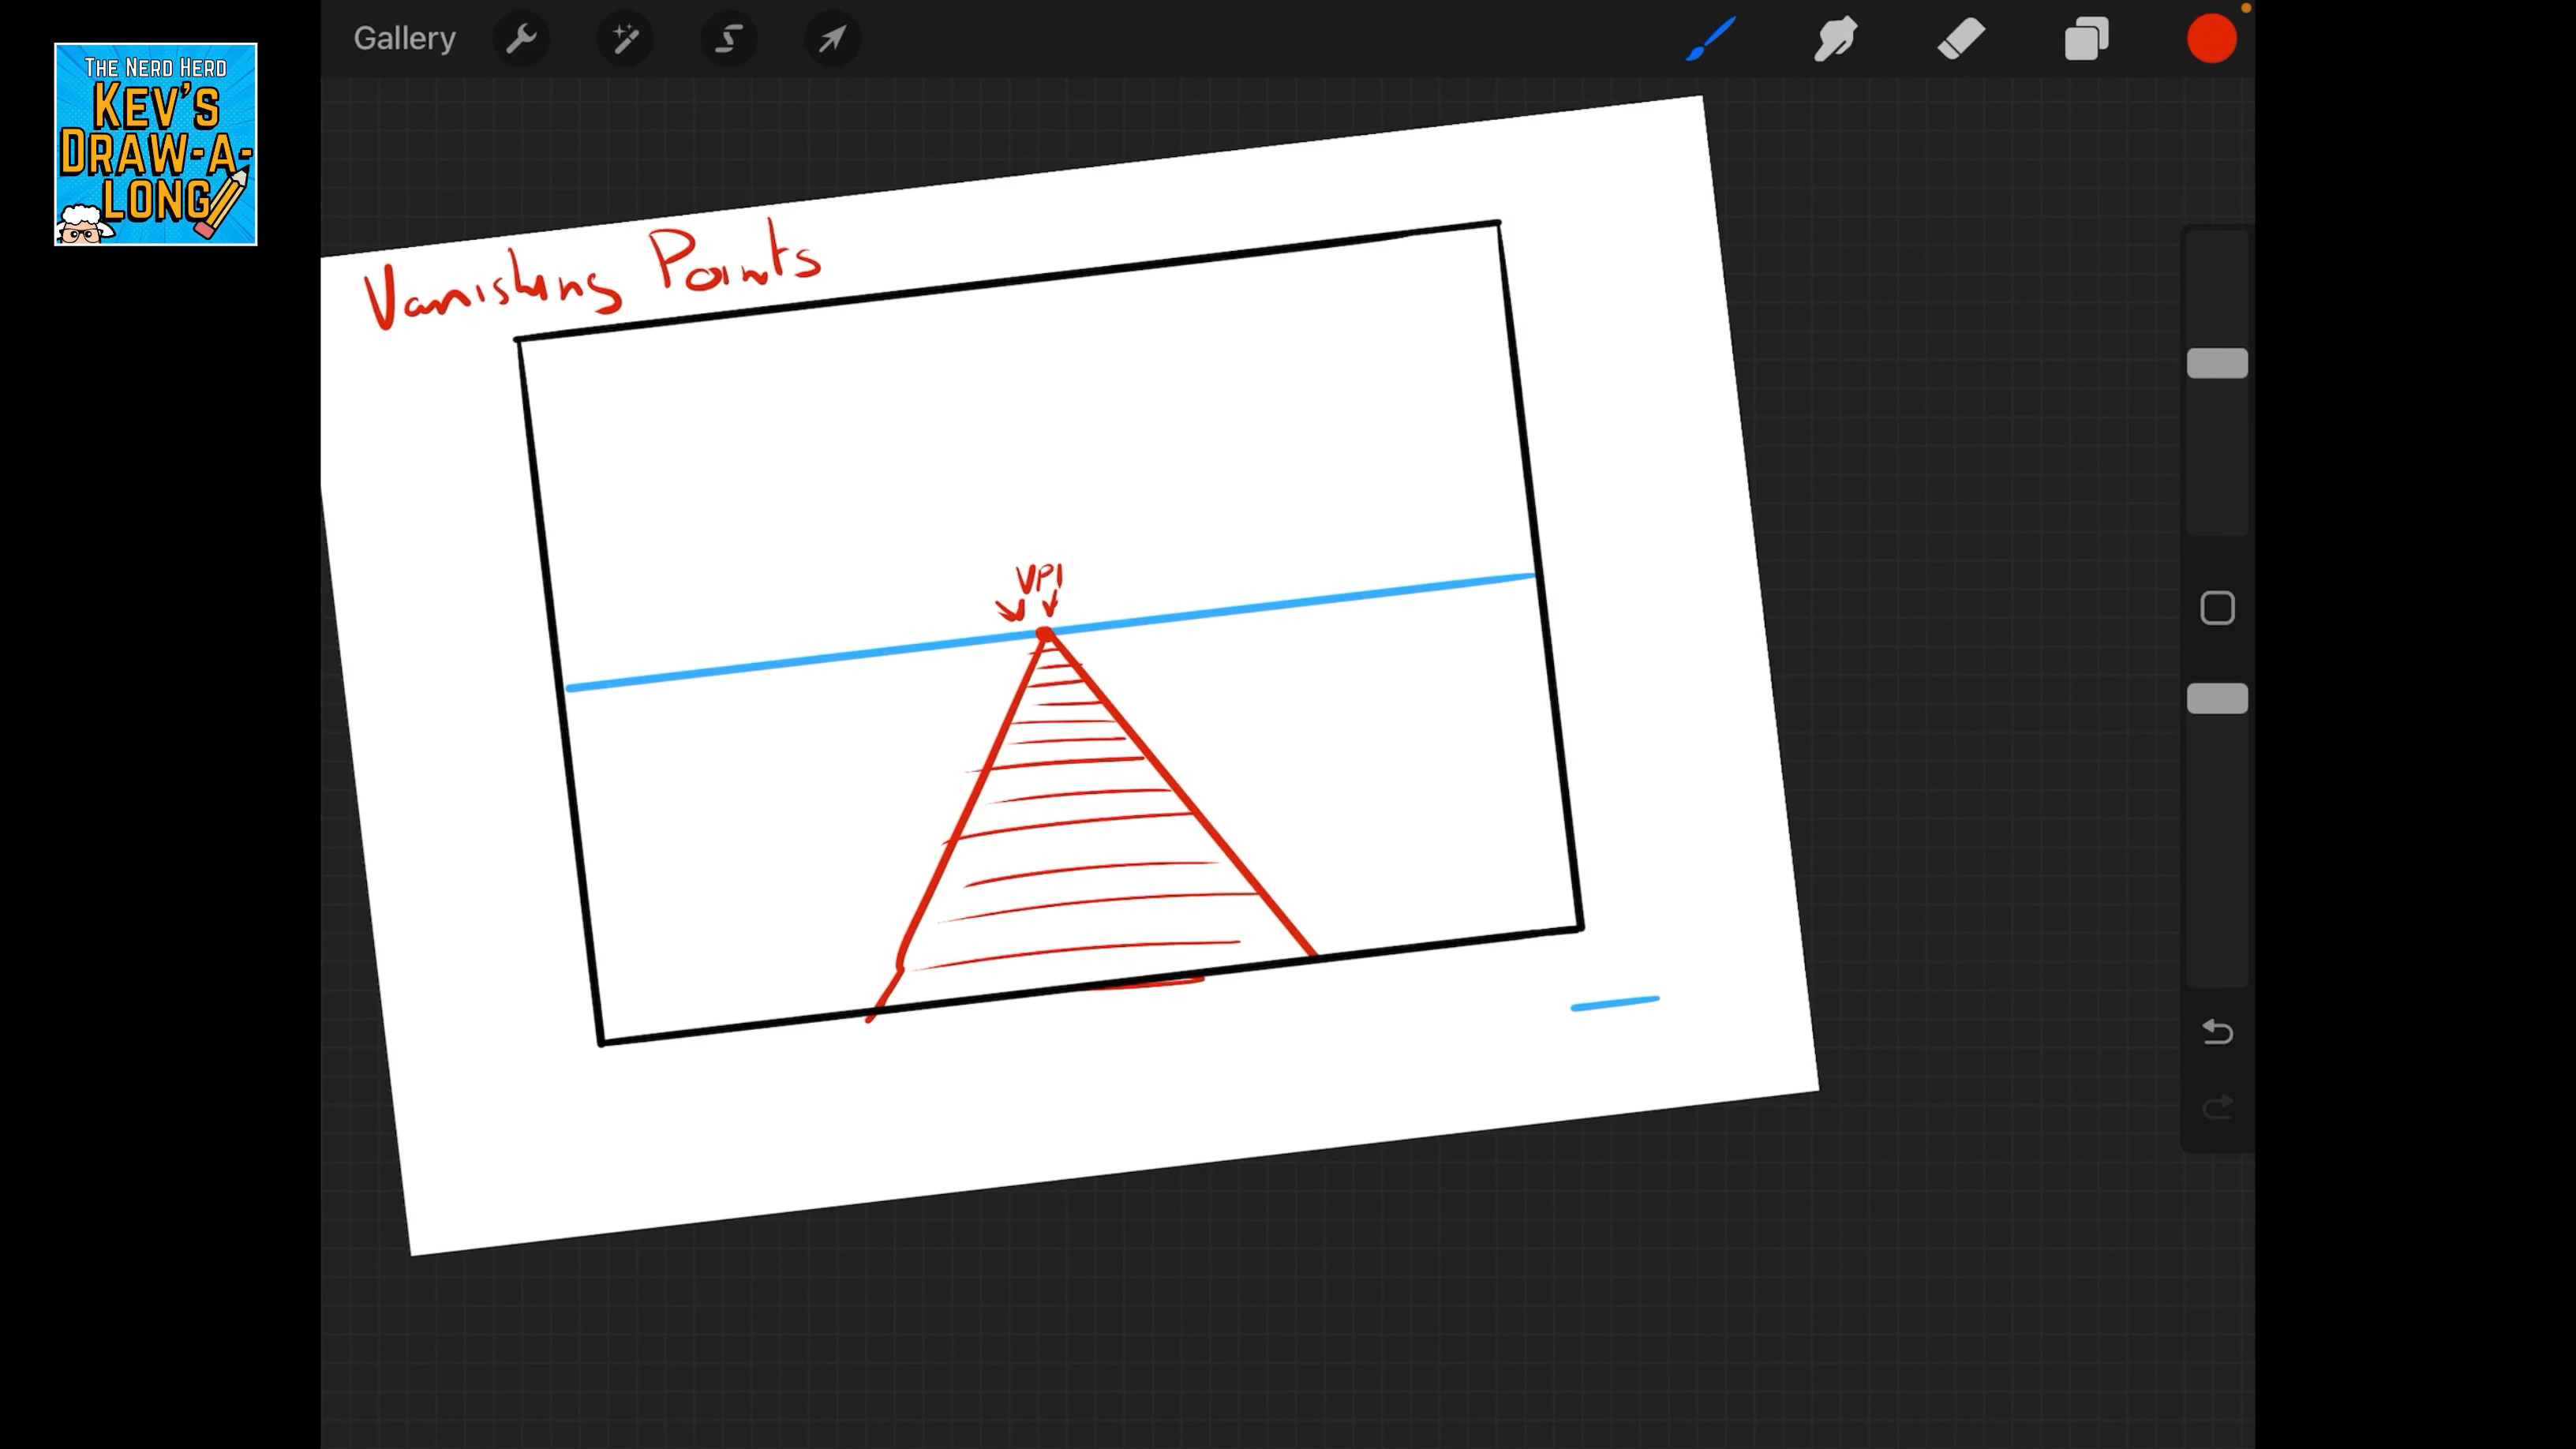 Gallery
THE NERD HERD
KEV'S
DRAW-A-
LONG
Vanishing Points
VP1